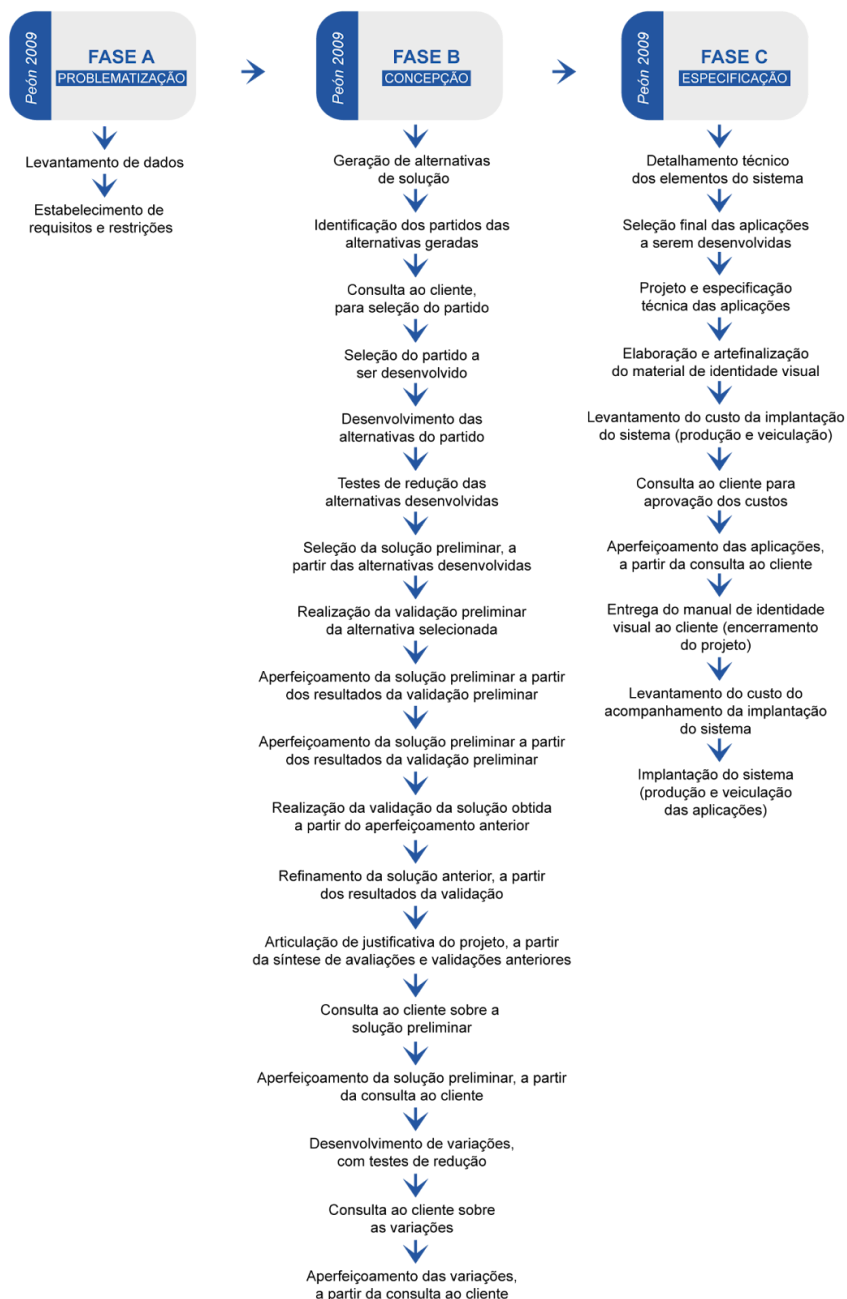 Peón 2009
FASE A
PROBLEMATIZAÇÃO
Levantamento de dados
Estabelecimento de
requisitos e restrições
Peón 2009
FASE B
CONCEPÇÃO
Geração de alternativas
de solução
Identificação dos partidos das
alternativas geradas
Consulta ao cliente,
para seleção do partido
Seleção do partido a
ser desenvolvido
Desenvolvimento das
alternativas do partido
Testes de redução das
alternativas desenvolvidas
Seleção da solução preliminar, a
partir das alternativas desenvolvidas
Realização da validação preliminar
da alternativa selecionada
Aperfeiçoamento da solução preliminar a partir
dos resultados da validação preliminar
Aperfeiçoamento da solução preliminar a partir
dos resultados da validação preliminar
Realização da validação da solução obtida
a partir do aperfeiçoamento anterior
Refinamento da solução anterior, a partir
dos resultados da validação
Articulação de justificativa do projeto, a partir
da síntese de avaliações e validações anteriores
Consulta ao cliente sobre a
solução preliminar
Aperfeiçoamento da solução preliminar, a partir
da consulta ao cliente
Desenvolvimento de variações,
com testes de redução
Consulta ao cliente sobre
as variações
Aperfeiçoamento das variações,
a partir da consulta ao cliente
Peón 2009
FASE C
ESPECIFICAÇÃO
Detalhamento técnico
dos elementos do sistema
Seleção final das aplicações
a serem desenvolvidas
Projeto e especificação
técnica das aplicações
Elaboração e artefinalização
do material de identidade visual
Levantamento do custo da implantação
do sistema (produção e veiculação)
Consulta ao cliente para
aprovação dos custos
Aperfeiçoamento das aplicações,
a partir da consulta ao cliente
Entrega do manual de identidade
visual ao cliente (encerramento
do projeto)
Levantamento do custo do
acompanhamento da implantação
do sistema
Implantação do sistema
(produção e veiculação
das aplicações)